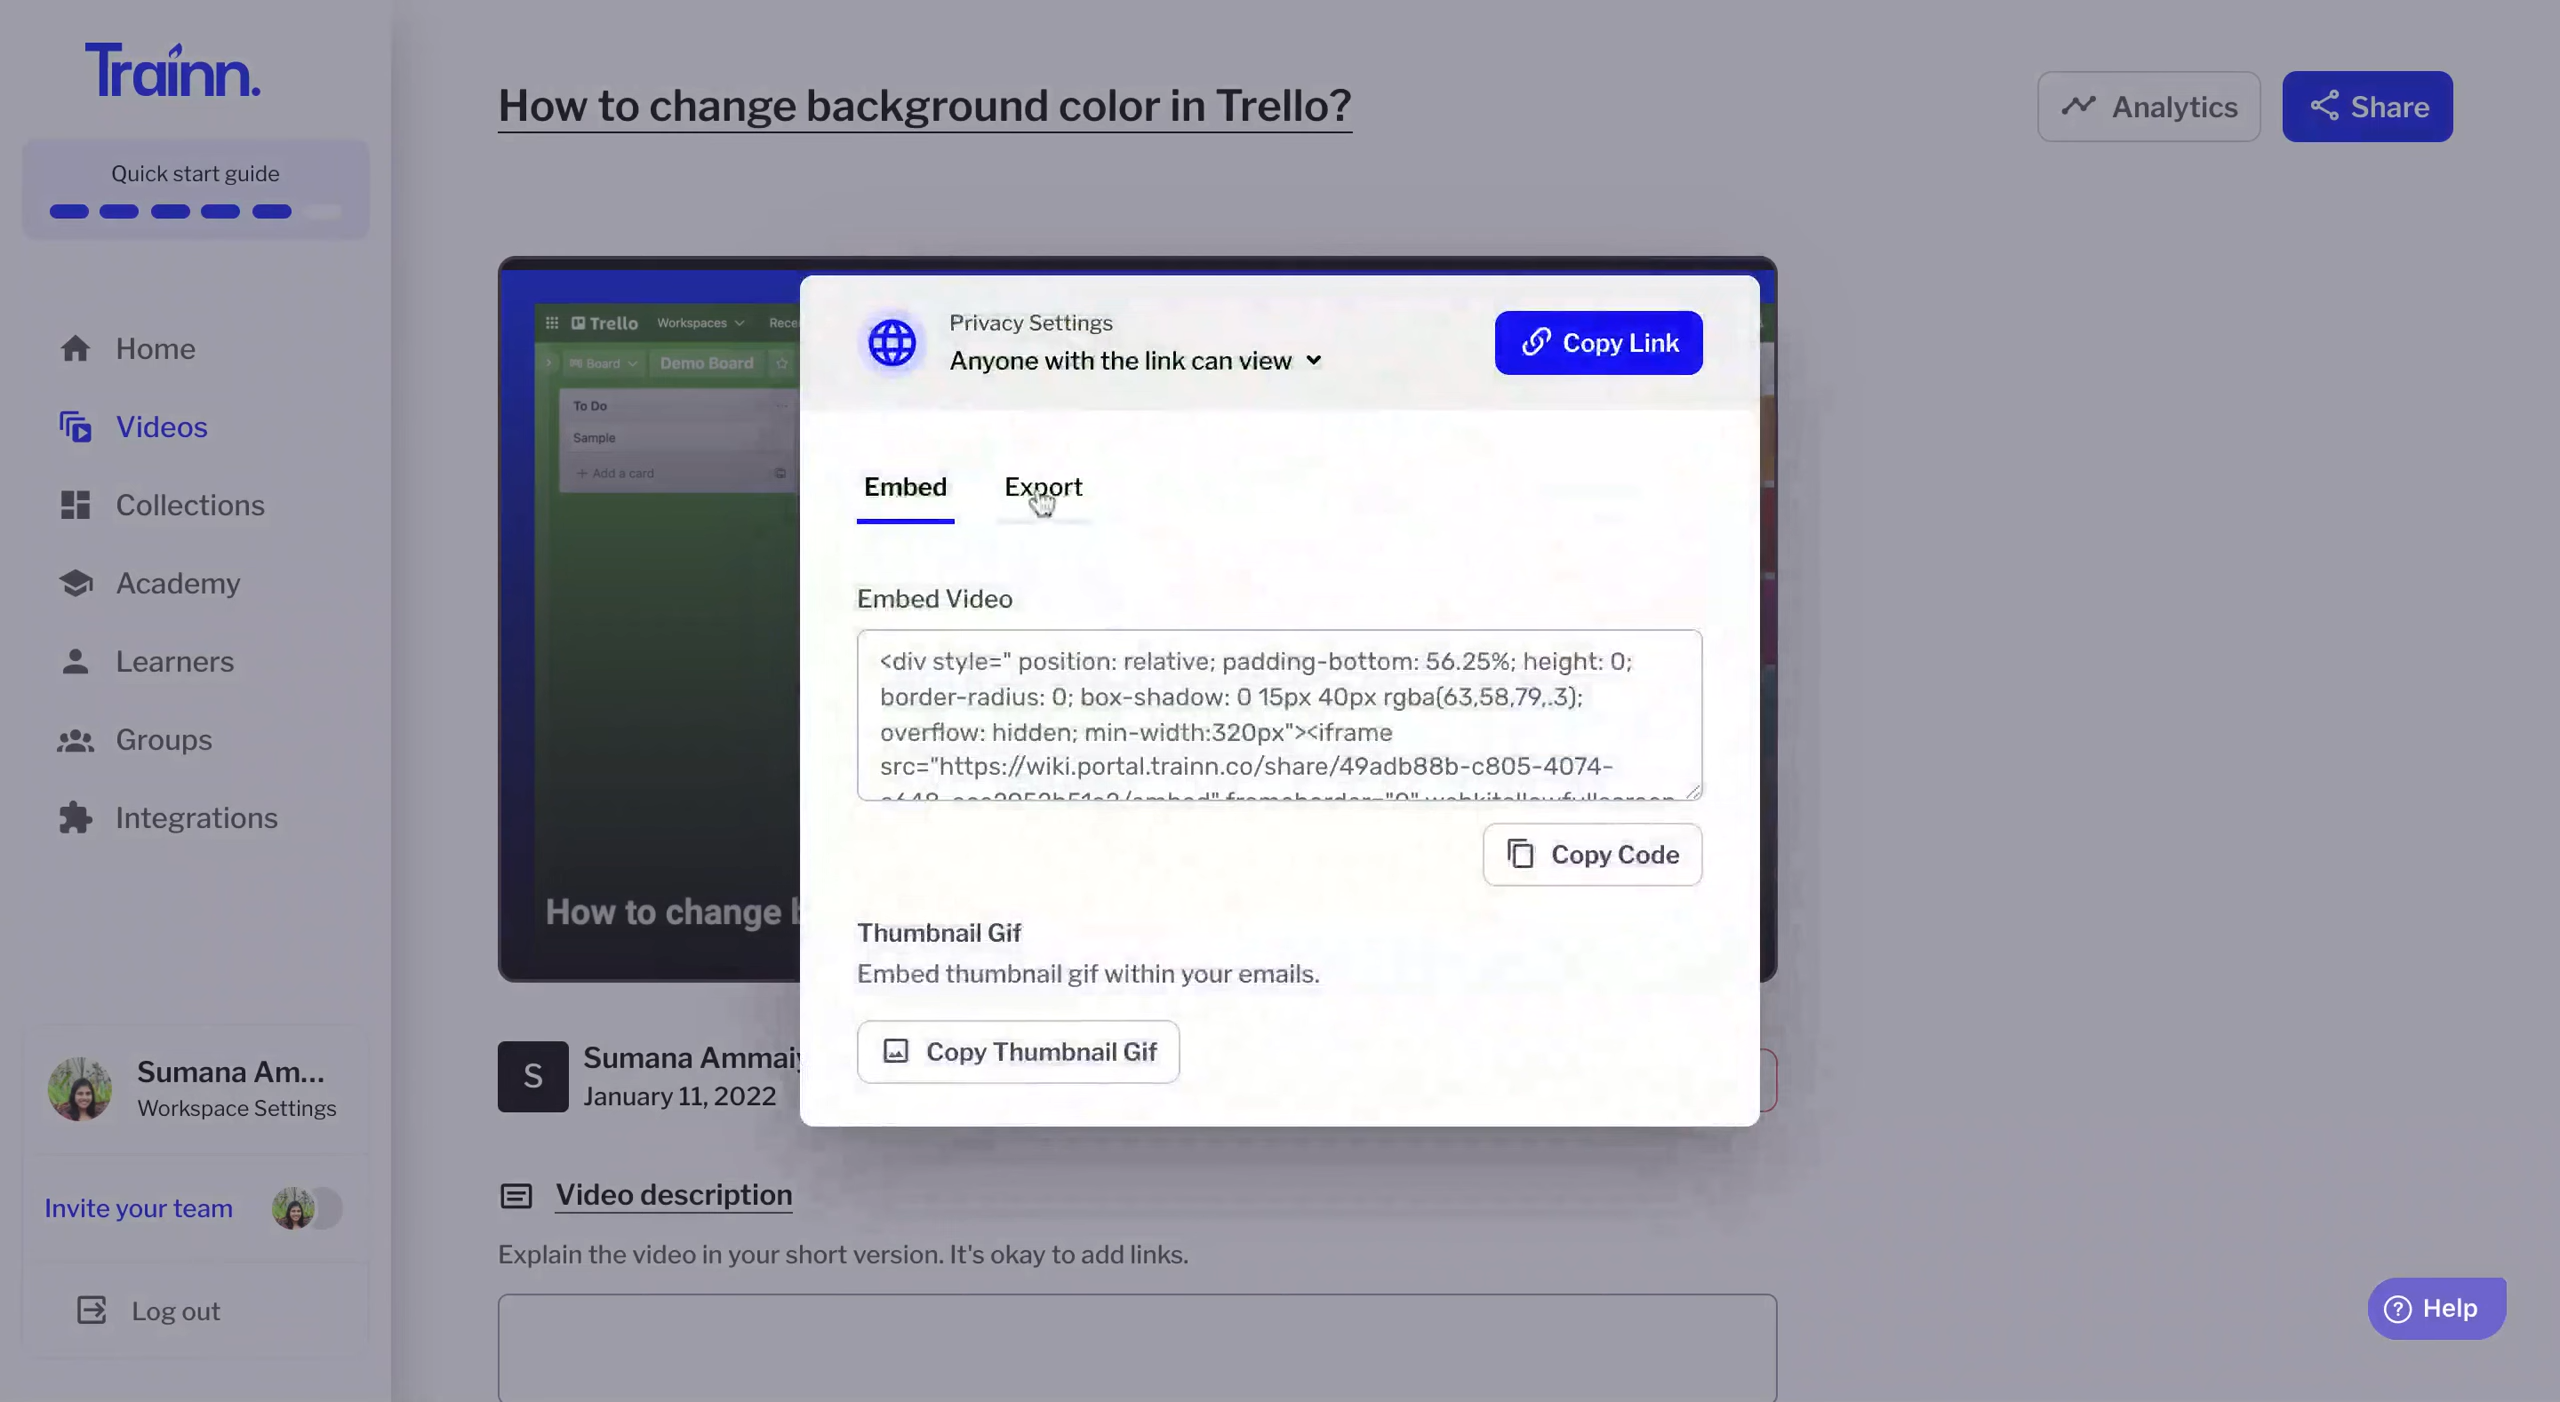 Trainn.
Quick start guide
Home
Videos
Collections
Academy
Learners
Groups
Integrations
Sumana Am...
Workspace Settings
Invite your team
Log out
How to change background color in Trello?
Analytics
Share
Trello
Workspaces
Board
Demo Board
To Do
Sample
+ Add a card
How to change
Privacy Settings
Anyone with the link can view
Copy Link
Embed
Export
Embed Video
<div style=" position: relative; padding-bottom: 56.25%; height: 0;
border-radius: 0; box-shadow: 0 15px 40px rgba(63,58,79,.3);
overflow: hidden; min-width:320px"><iframe
src="https://wiki.portal.trainn.co/share/49adb88b-c805-4074-
Copy Code
Thumbnail Gif
Embed thumbnail gif within your emails.
Copy Thumbnail Gif
S
Sumana Ammai
January 11, 2022
Video description
Explain the video in your short version. It's okay to add links.
Help